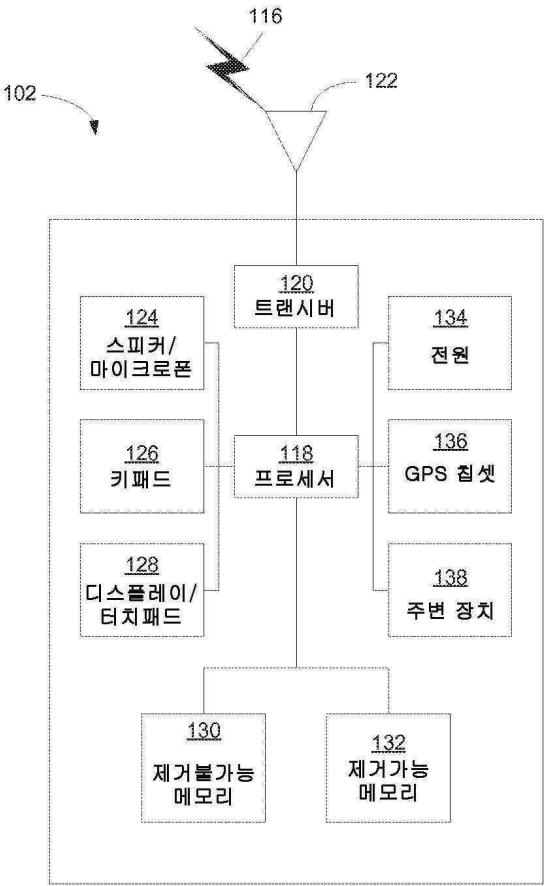 116
102
122
120
트랜시버
124
스피커/
마이크로폰
134
전원
126
키패드
118
프로세서
136
GPS 칩셋
128
디스플레이/
터치패드
138
주변 장치
130
제거불가능
메모리
132
제거가능
메모리